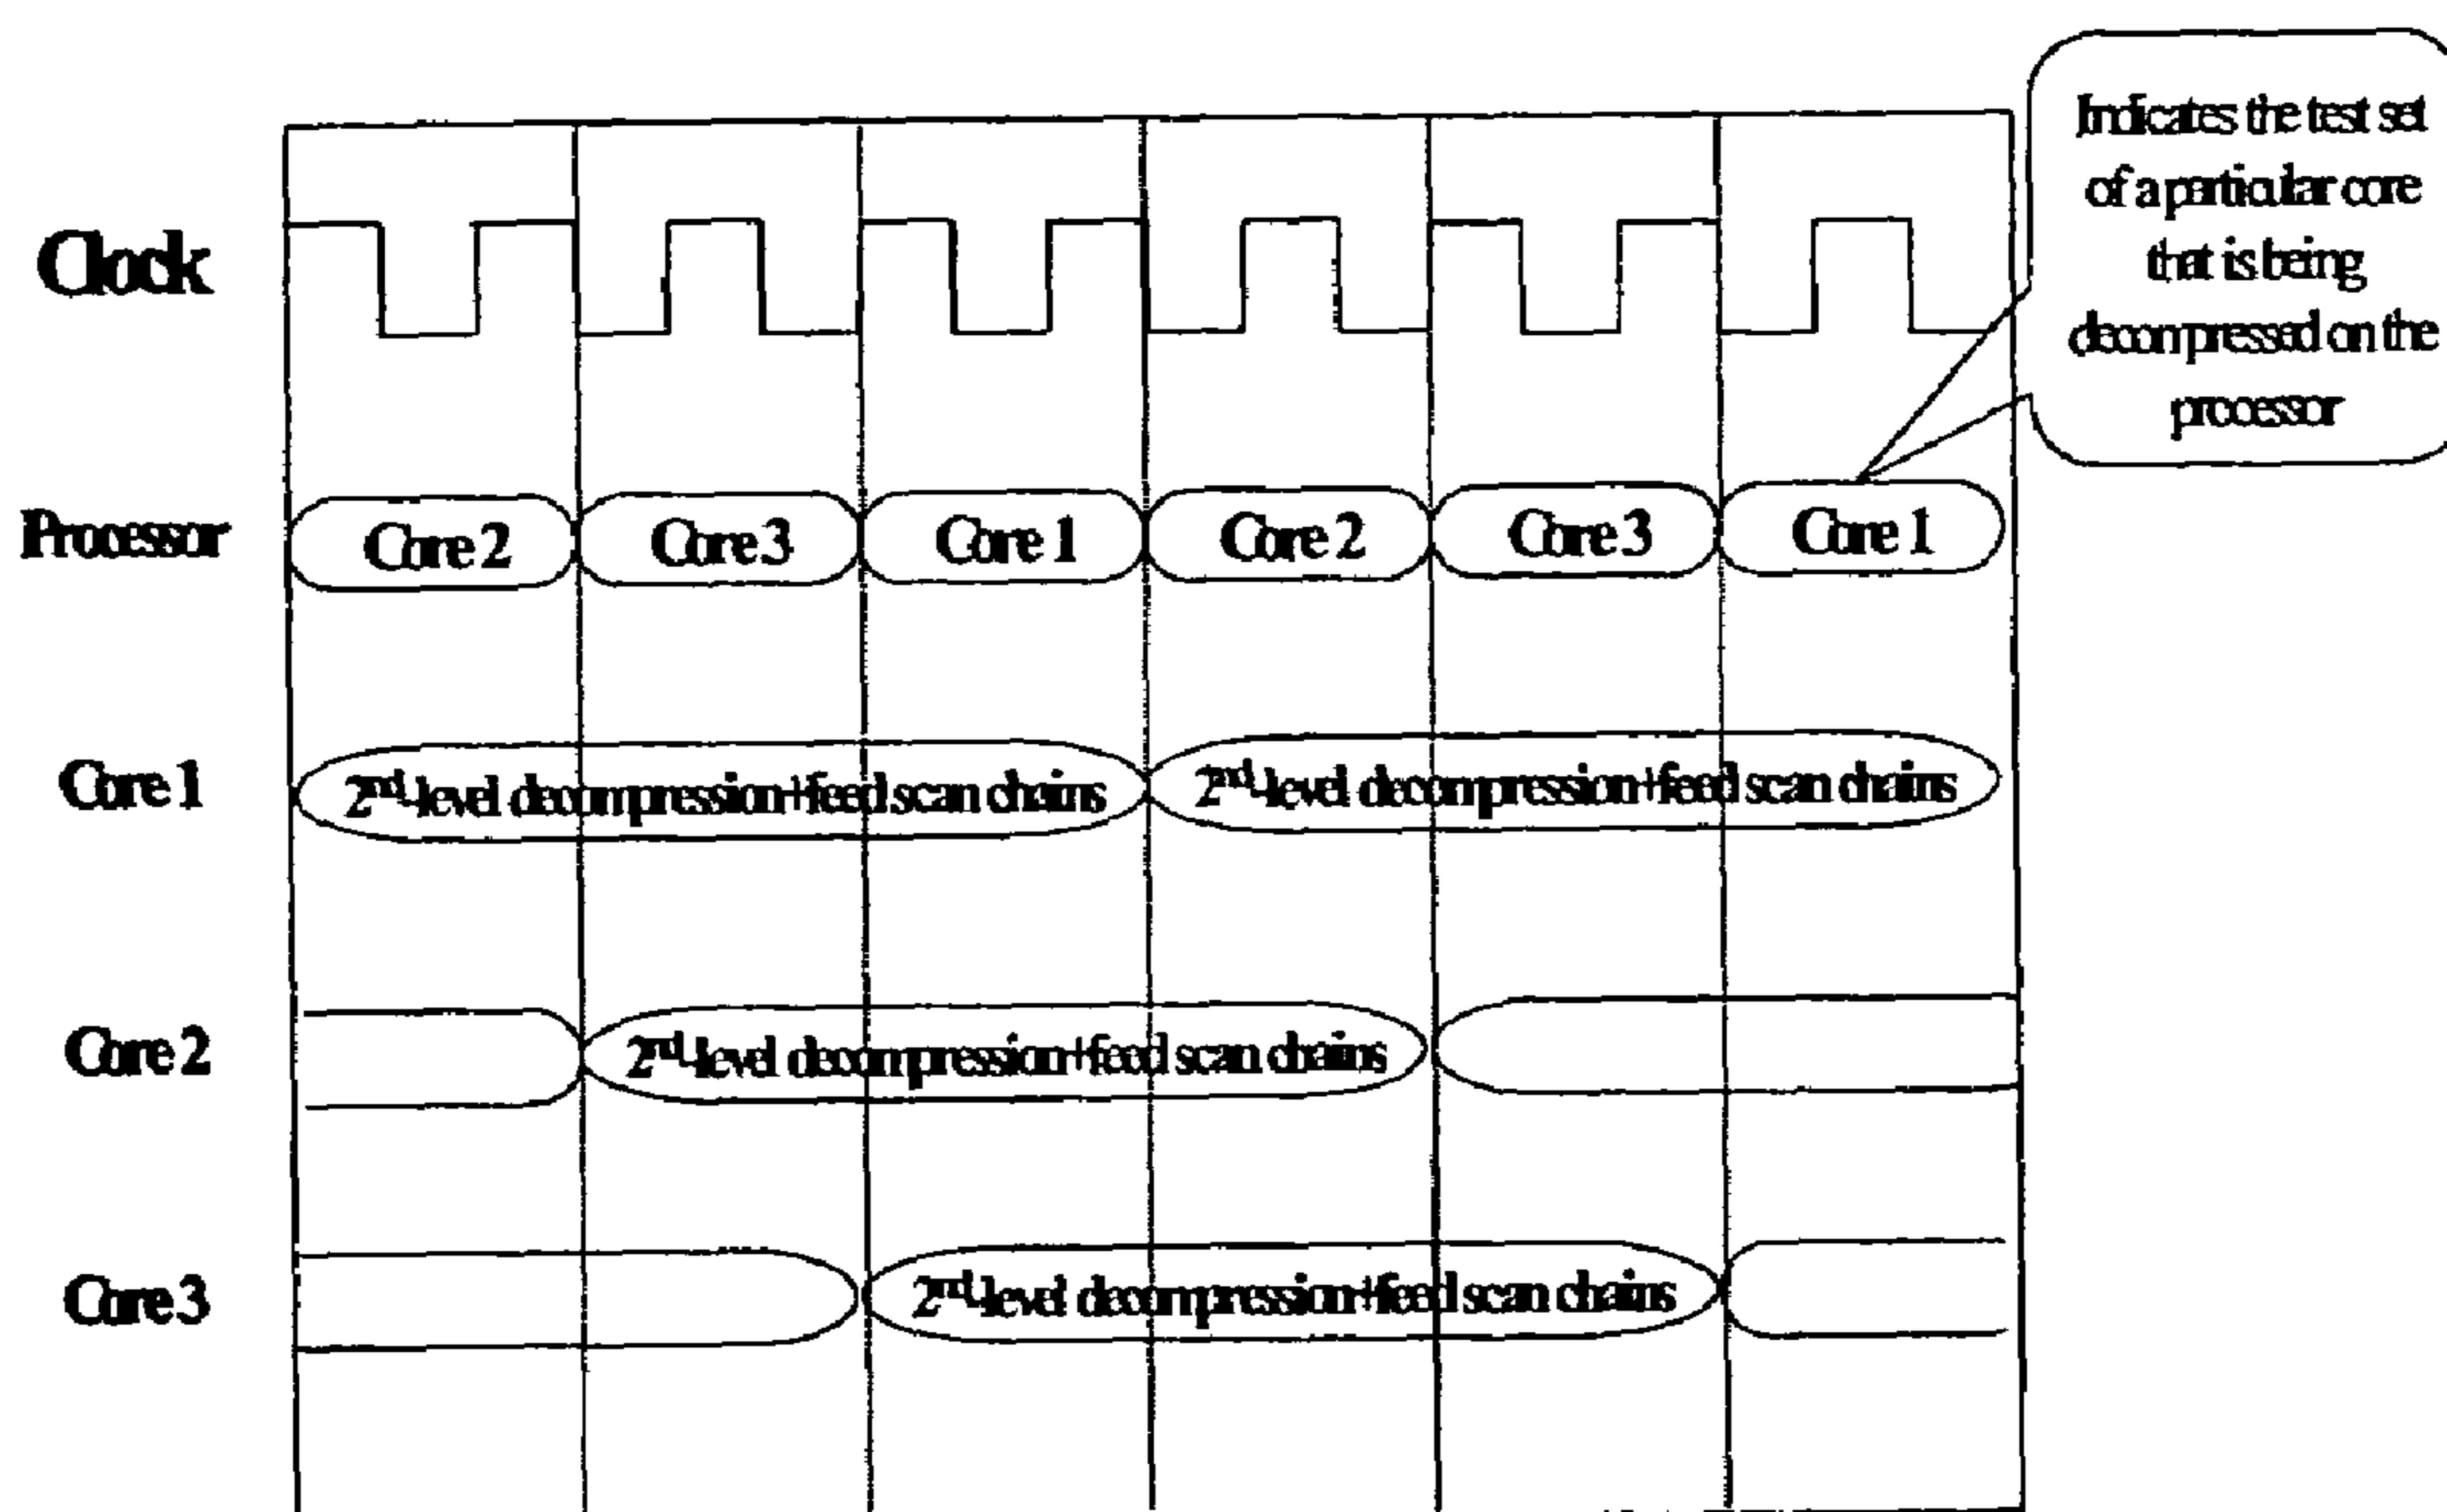 Indicates the test set
of a particular core
that is being
decompressed on the
processor
Clock
Processor
Core 2
Core 3
Core 1
Core 2
Core 3
Core 1
Core 1
2nd-level decompression+feed scan chains
2nd-level decompression+feed scan chains
Core 2
2nd-level decompression+feed scan chains
Core 3
2nd-level decompression+feed scan chains